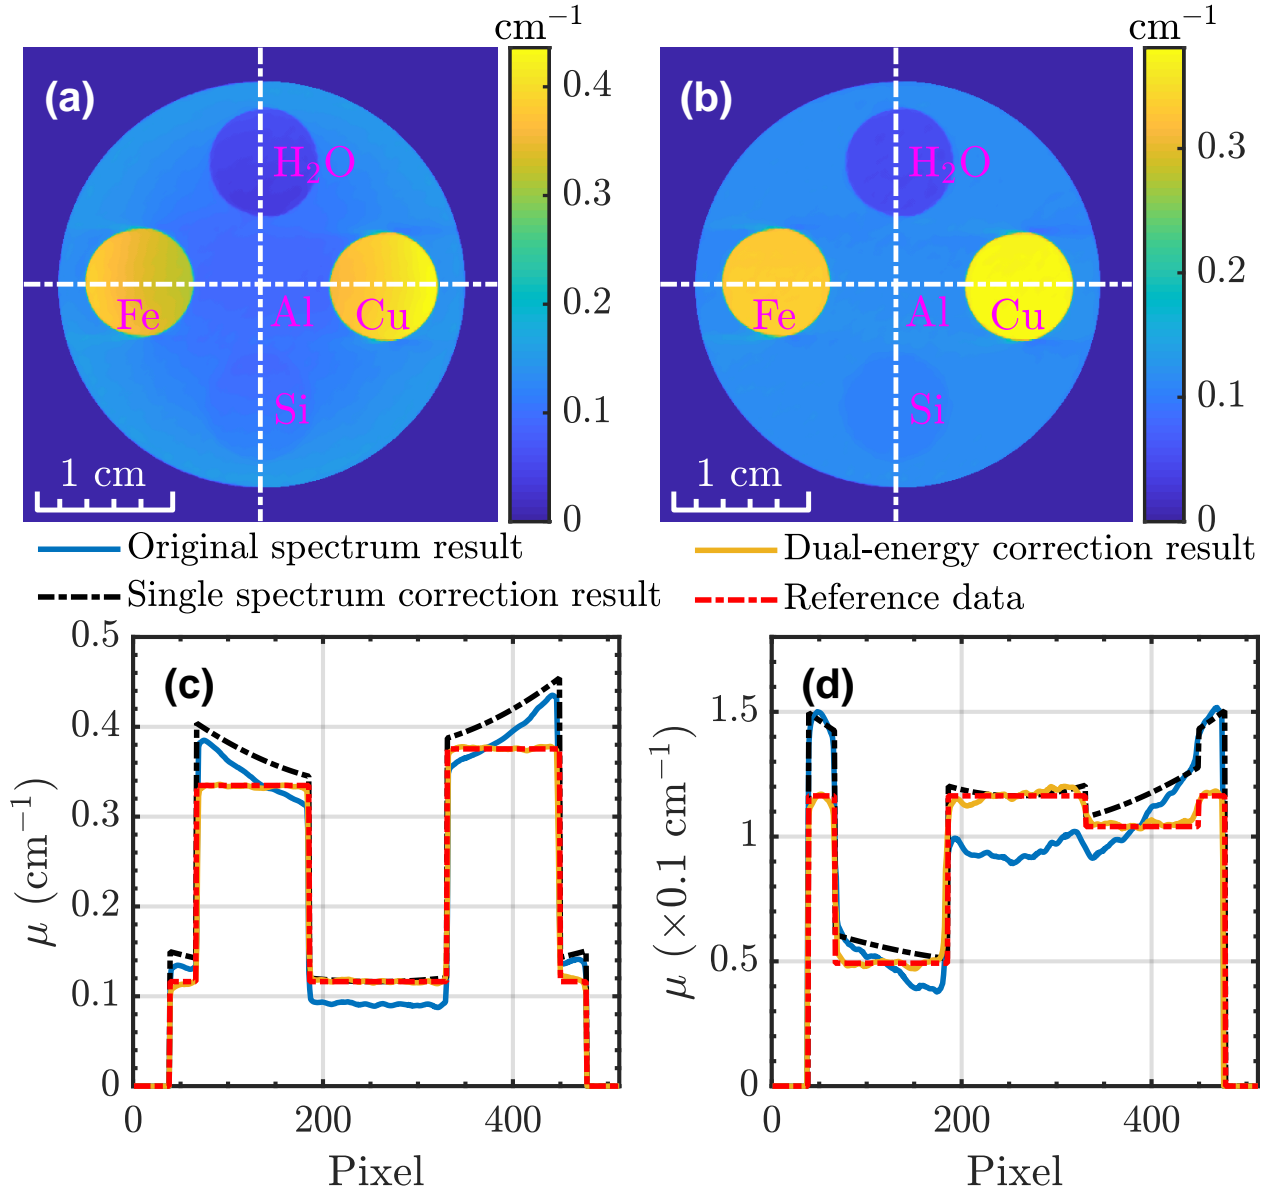 cm⁻¹
cm⁻¹
(a)
H₂O
Fe
Al
Cu
Si
1 cm
0.4
0.3
0.2
0.1
0
(b)
H₂O
Fe
Al
Cu
Si
1 cm
0.3
0.2
0.1
0
Original spectrum result
Dual-energy correction result
Single spectrum correction result
Reference data
(c)
0.5
0.4
0.3
0.2
0.1
0
μ (cm⁻¹)
0
200
400
Pixel
(d)
1.5
1
0.5
0
μ (×0.1 cm⁻¹)
0
200
400
Pixel